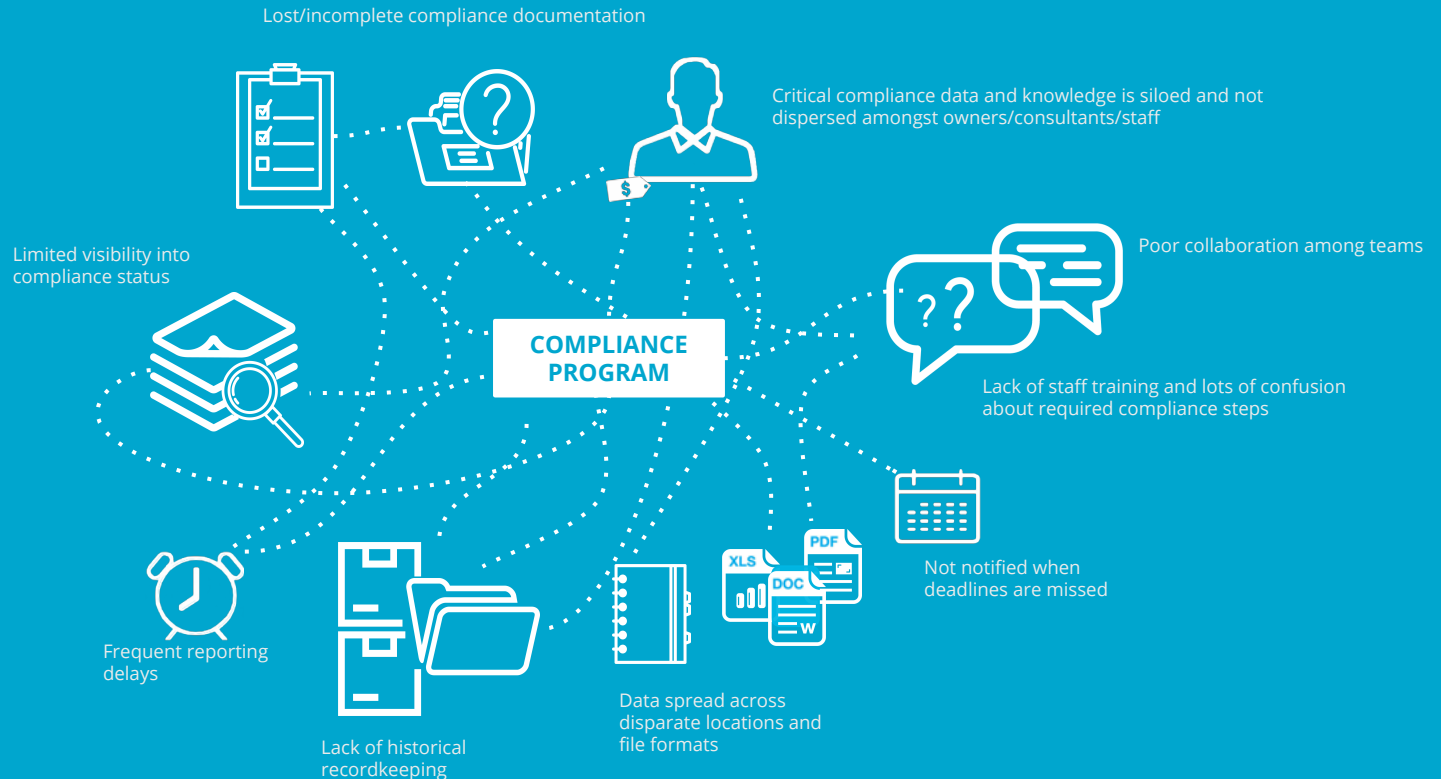 Lost/incomplete compliance documentation
Critical compliance data and knowledge is siloed and not
dispersed amongst owners/consultants/staff
$
?
Limited visibility into
compliance status
Poor collaboration among teams
? ?
COMPLIANCE
PROGRAM
Lack of staff training and lots of confusion
about required compliance steps
Not notified when
deadlines are missed
PDF
XLS
DOC
W
Frequent reporting
delays
Data spread across
disparate locations and
file formats
Lack of historical
recordkeeping